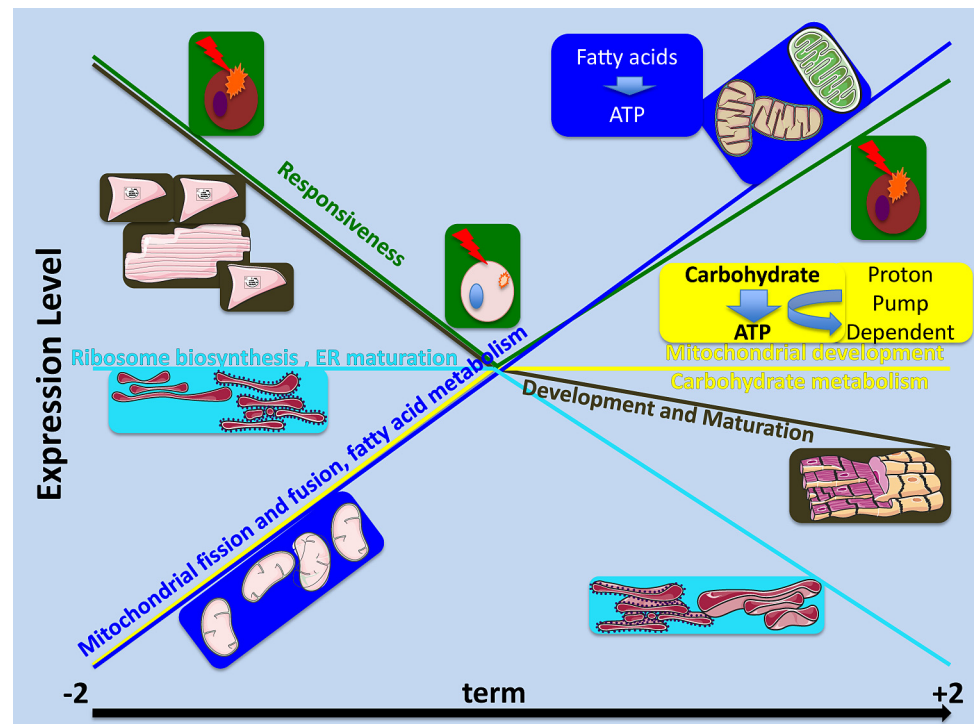 Fatty acids
ATP
Responsiveness
Expression Level
Carbohydrate
ATP
Proton
Pump
Dependent
Ribosome biosynthesis , ER maturation
Mitochondrial development
Carbohydrate metabolism
Development and Maturation
Mitochondrial fission and fusion, fatty acid metabolism
-2
term
+2